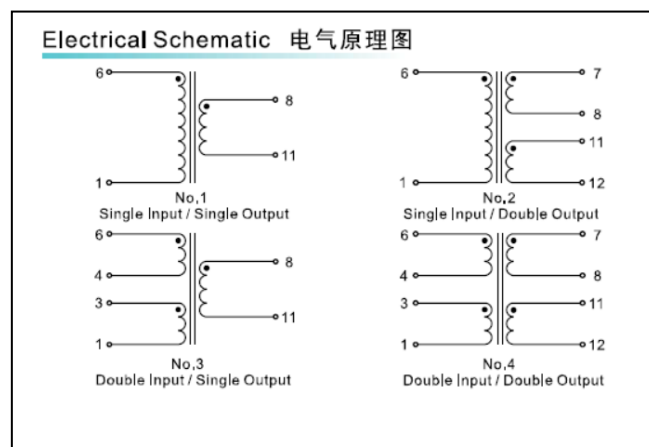 Electrical Schematic 电气原理图
6
8
11
1
No,1
Single Input / Single Output
6
7
8
11
1
12
No,2
Single Input / Double Output
6
4
3
1
8
11
No,3
Double Input / Single Output
6
7
4
8
3
11
1
12
No,4
Double Input / Double Output